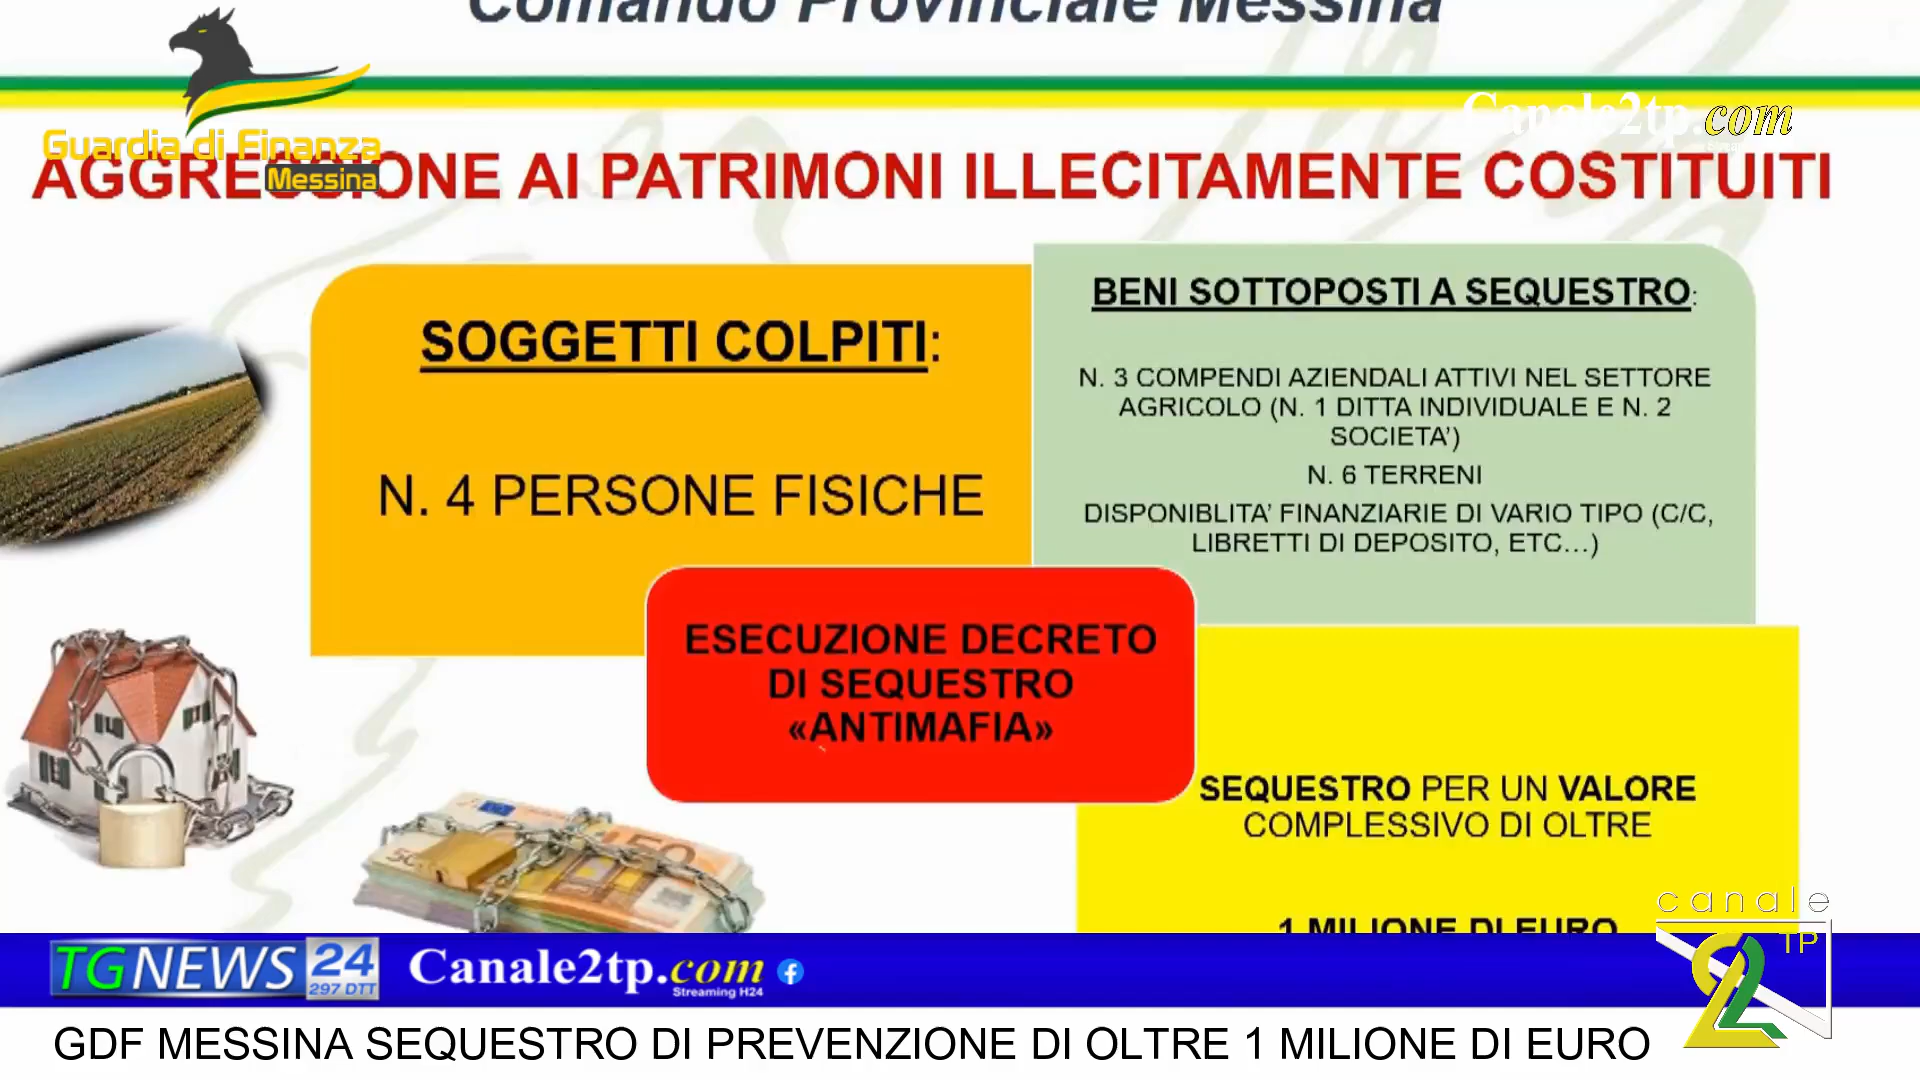 Comando Provinciale Messina
Guardia di Finanza
Messina
Canale2tp.com
AGGRE ONE AI PATRIMONI ILLECITAMENTE COSTITUITI
SOGGETTI COLPITI:
N. 4 PERSONE FISICHE
BENI SOTTOPOSTI A SEQUESTRO:
N. 3 COMPENDI AZIENDALI ATTIVI NEL SETTORE
AGRICOLO (N. 1 DITTA INDIVIDUALE E N. 2
SOCIETA’)
N. 6 TERRENI
DISPONIBLITA’ FINANZIARIE DI VARIO TIPO (C/C,
LIBRETTI DI DEPOSITO, ETC…)
ESECUZIONE DECRETO
DI SEQUESTRO
«ANTIMAFIA»
SEQUESTRO PER UN VALORE
COMPLESSIVO DI OLTRE
1 MILIONE DI EURO
50
canale
TP
2
TGNEWS 24
297 DTT
Canale2tp.com
Streaming H24
GDF MESSINA SEQUESTRO DI PREVENZIONE DI OLTRE 1 MILIONE DI EURO